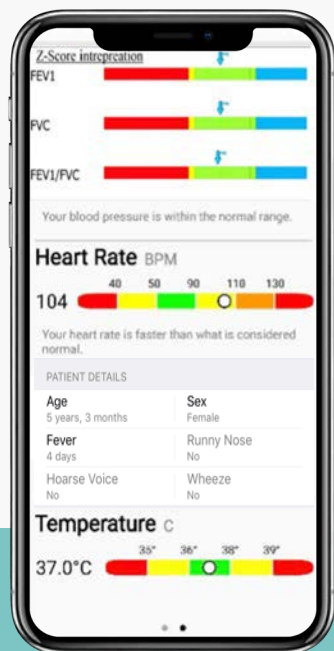 Z-Score intrepreation
FEV1
FVC
FEV1/FVC
Your blood pressure is within the normal range.
Heart Rate BPM
40 50 90 110 130
104
Your heart rate is faster than what is considered
normal.
PATIENT DETAILS
Age Sex
5 years, 3 months Female
Fever Runny Nose
4 days No
Hoarse Voice Wheeze
No No
Temperature C
35° 36° 38° 39°
37.0°C